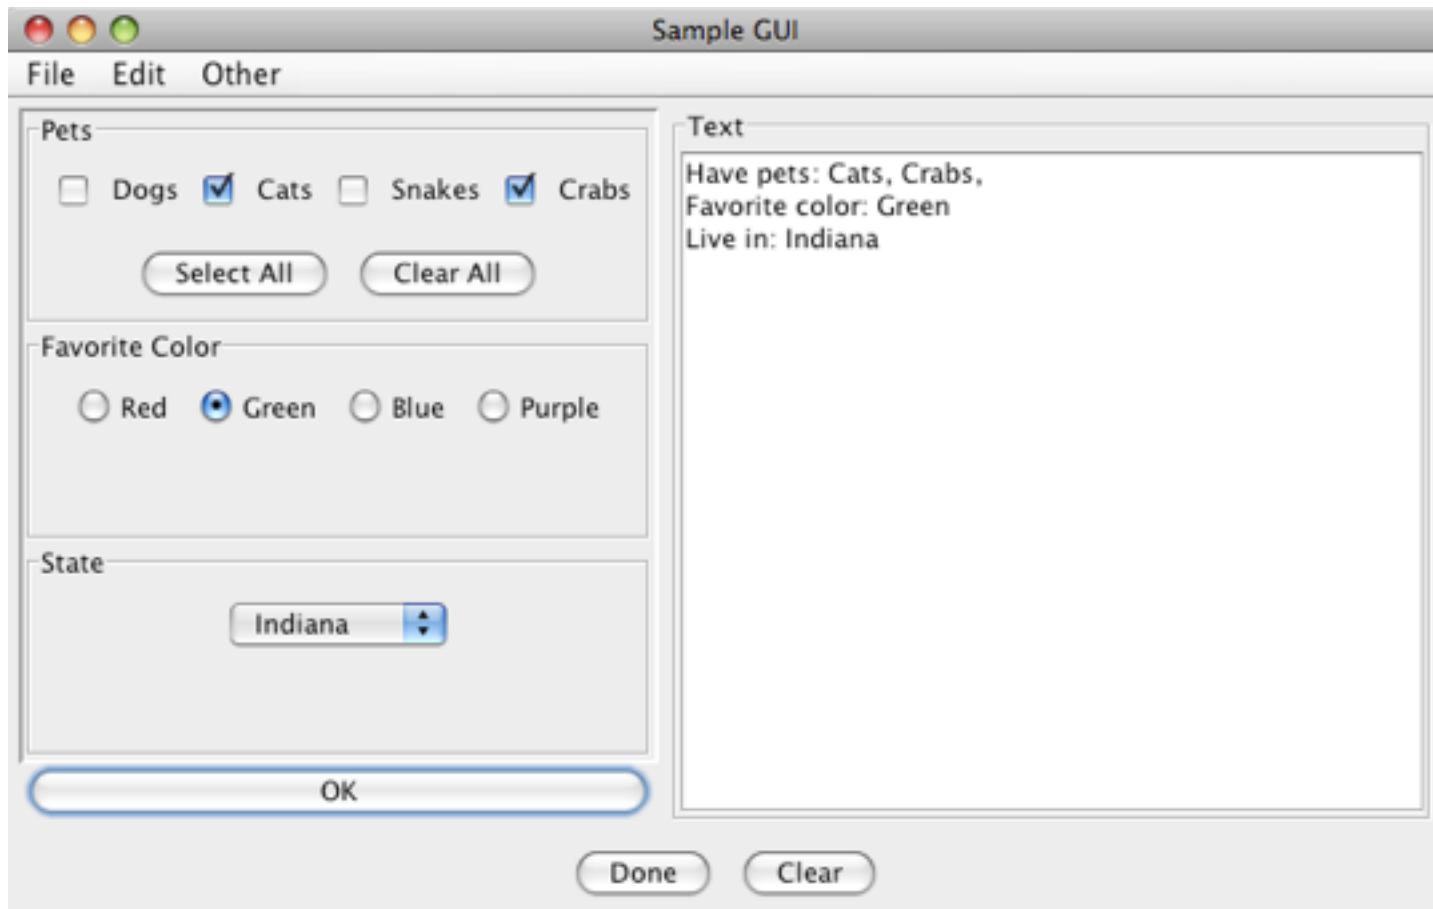 Sample GUI
File Edit Other
Pets
Dogs Cats Snakes Crabs
Select All Clear All
Favorite Color
Red Green Blue Purple
State
Indiana
OK
Text
Have pets: Cats, Crabs,
Favorite color: Green
Live in: Indiana
Done Clear